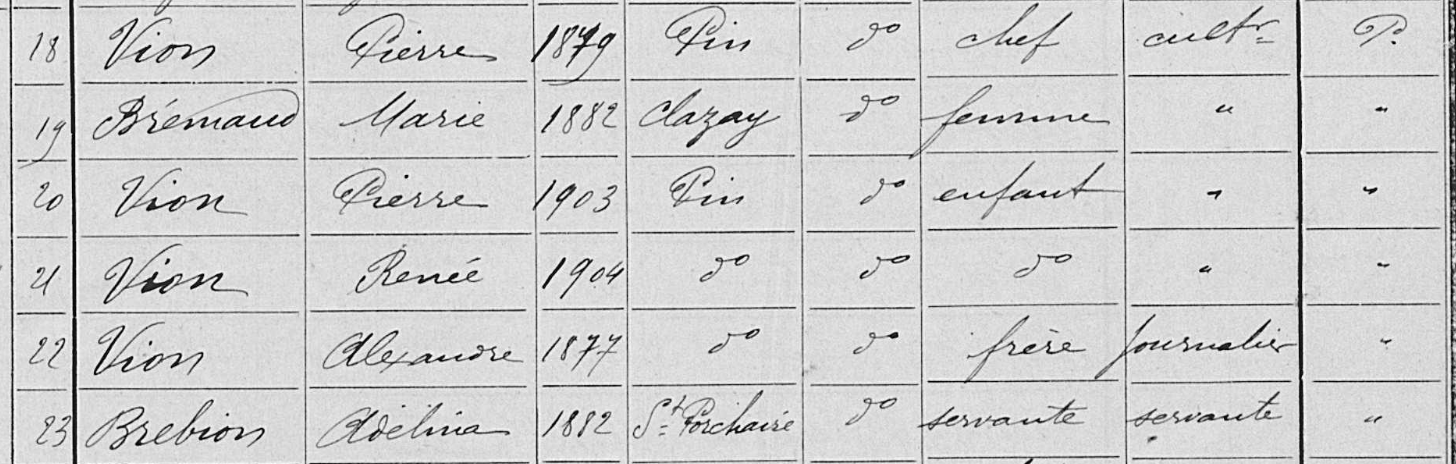 18 Vion Pierre 1879 Pin do chef cultr P.
19 Brémaud Marie 1882 Clazay do femme " "
20 Vion Pierre 1903 Pin do enfant " "
21 Vion Renée 1904 do do do " "
22 Vion Alexandre 1877 do do frère journalier "
23 Brebion Adélina 1882 St Porchaire do servante servante "